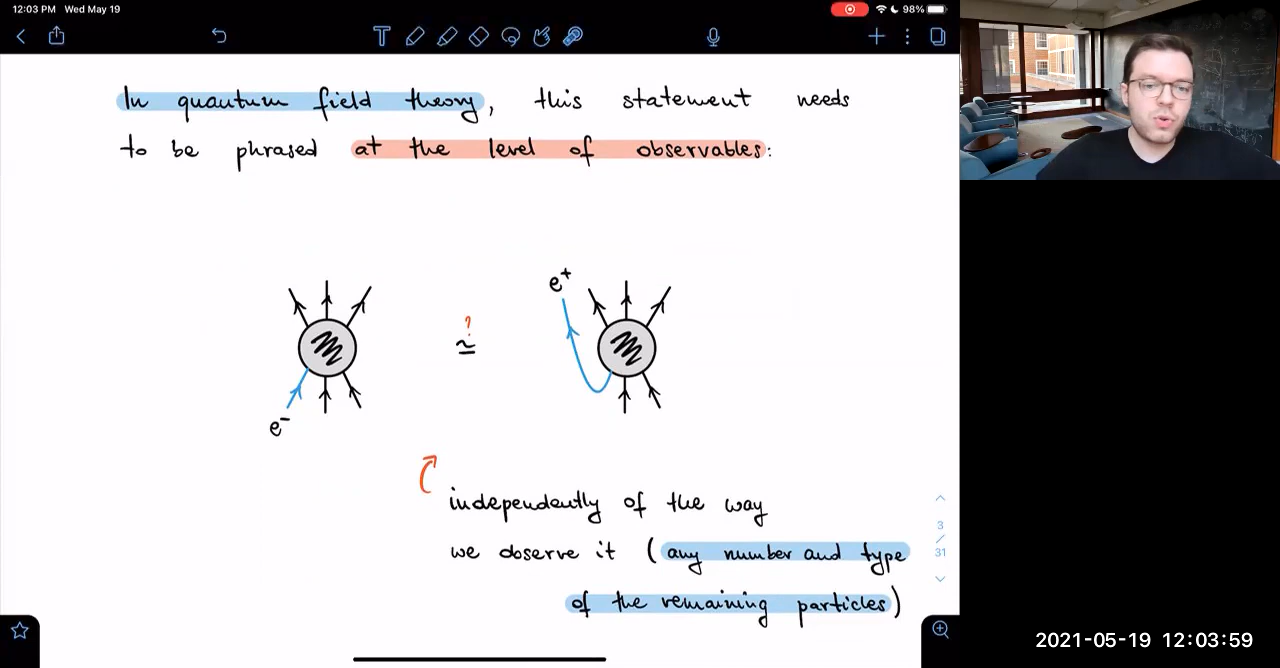 12:03 PM Wed May 19
98%
In quantum field theory, this statement needs
to be phrased at the level of observables:
e⁺
?
≃
e⁻
independently of the way
we observe it (any number and type
of the remaining particles)
3
/
31
2021-05-19 12:03:59